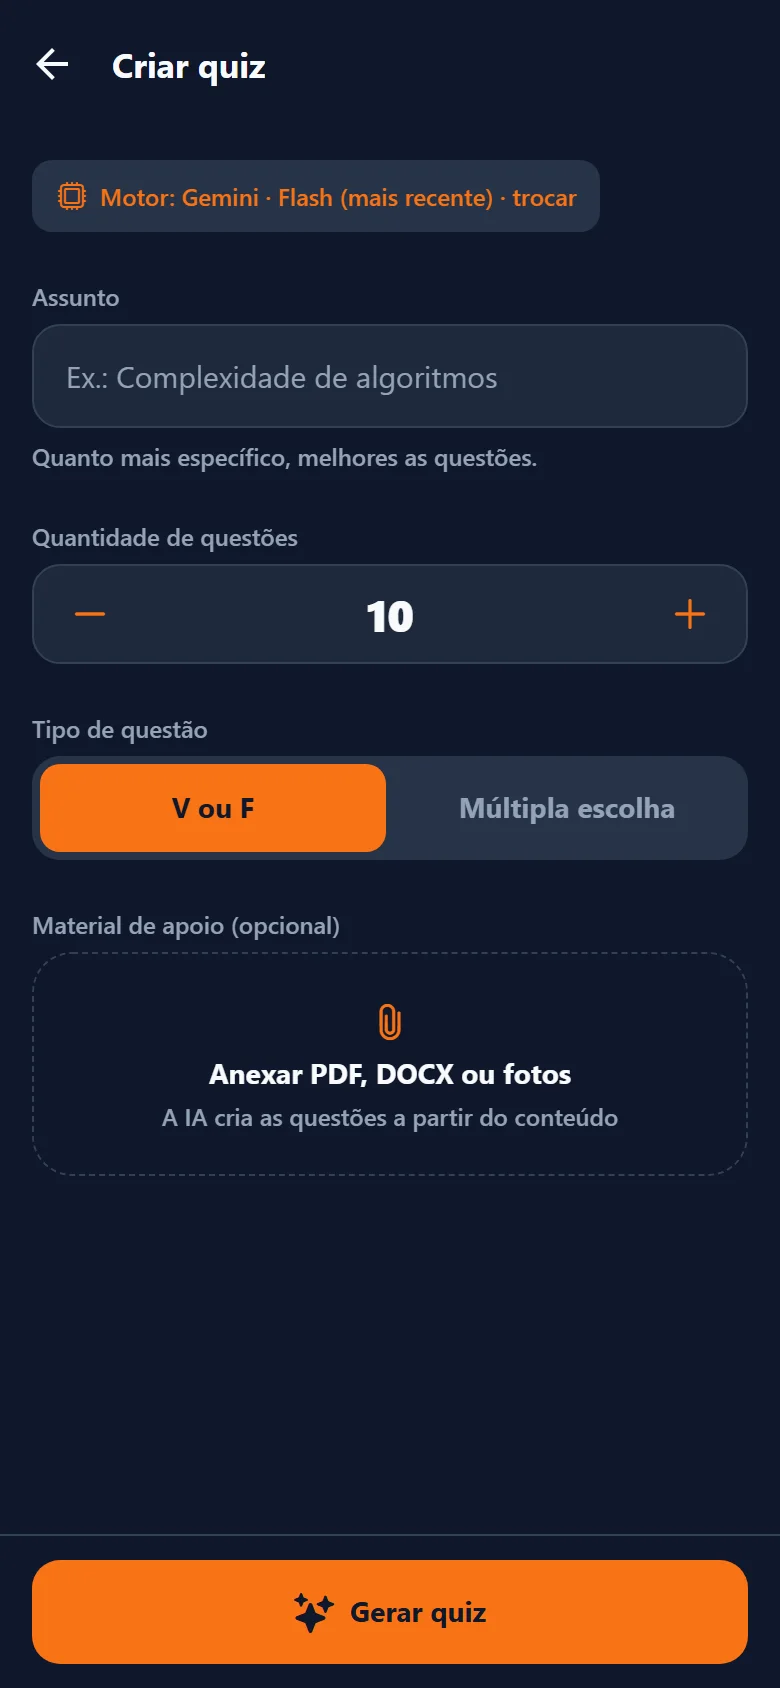 Criar quiz
Motor: Gemini · Flash (mais recente) · trocar
Assunto
Ex.: Complexidade de algoritmos
Quanto mais específico, melhores as questões.
Quantidade de questões
10
Tipo de questão
V ou F
Múltipla escolha
Material de apoio (opcional)
Anexar PDF, DOCX ou fotos
A IA cria as questões a partir do conteúdo
Gerar quiz